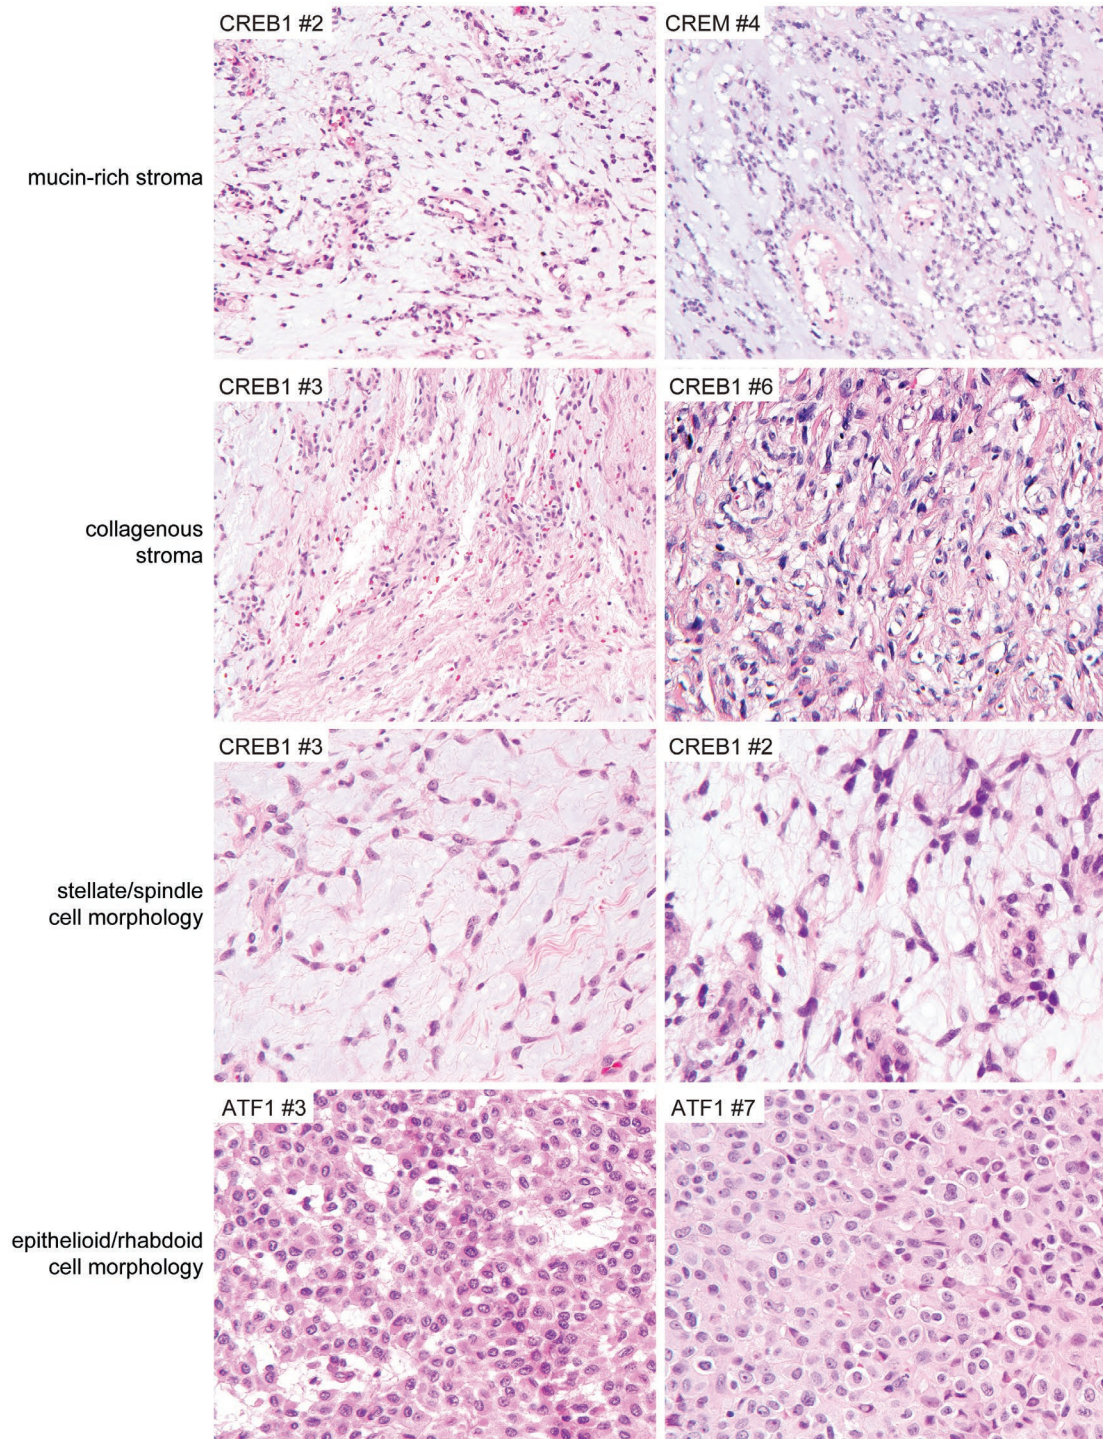 CREB1 #2
CREM #4
mucin-rich stroma
CREB1 #3
CREB1 #6
collagenous
stroma
CREB1 #3
CREB1 #2
stellate/spindle
cell morphology
ATF1 #3
ATF1 #7
epithelioid/rhabdoid
cell morphology